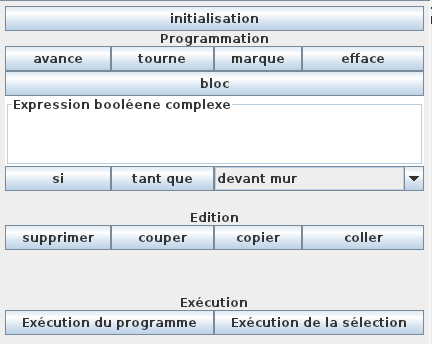 initialisation
Programmation
avance tourne marque efface
bloc
Expression booléene complexe
si tant que devant mur
Edition
supprimer couper copier coller
Exécution
Exécution du programme Exécution de la sélection